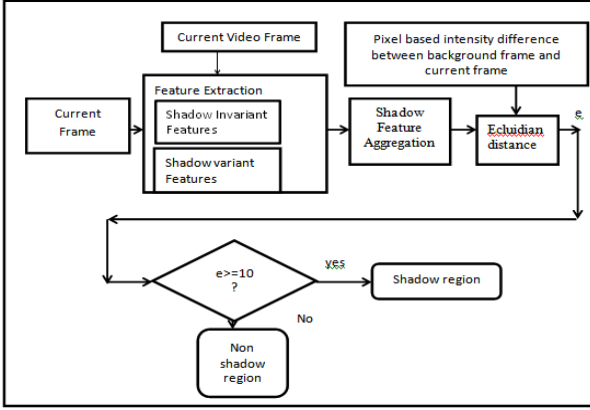 Current Video Frame
Pixel based intensity difference
between background frame and
current frame
Feature Extraction
Current
Frame
Shadow Invariant
Features
Shadow variant
Features
Shadow
Feature
Aggregation
Ecluidian
distance
e
e>=10
?
yes
Shadow region
No
Non
shadow
region